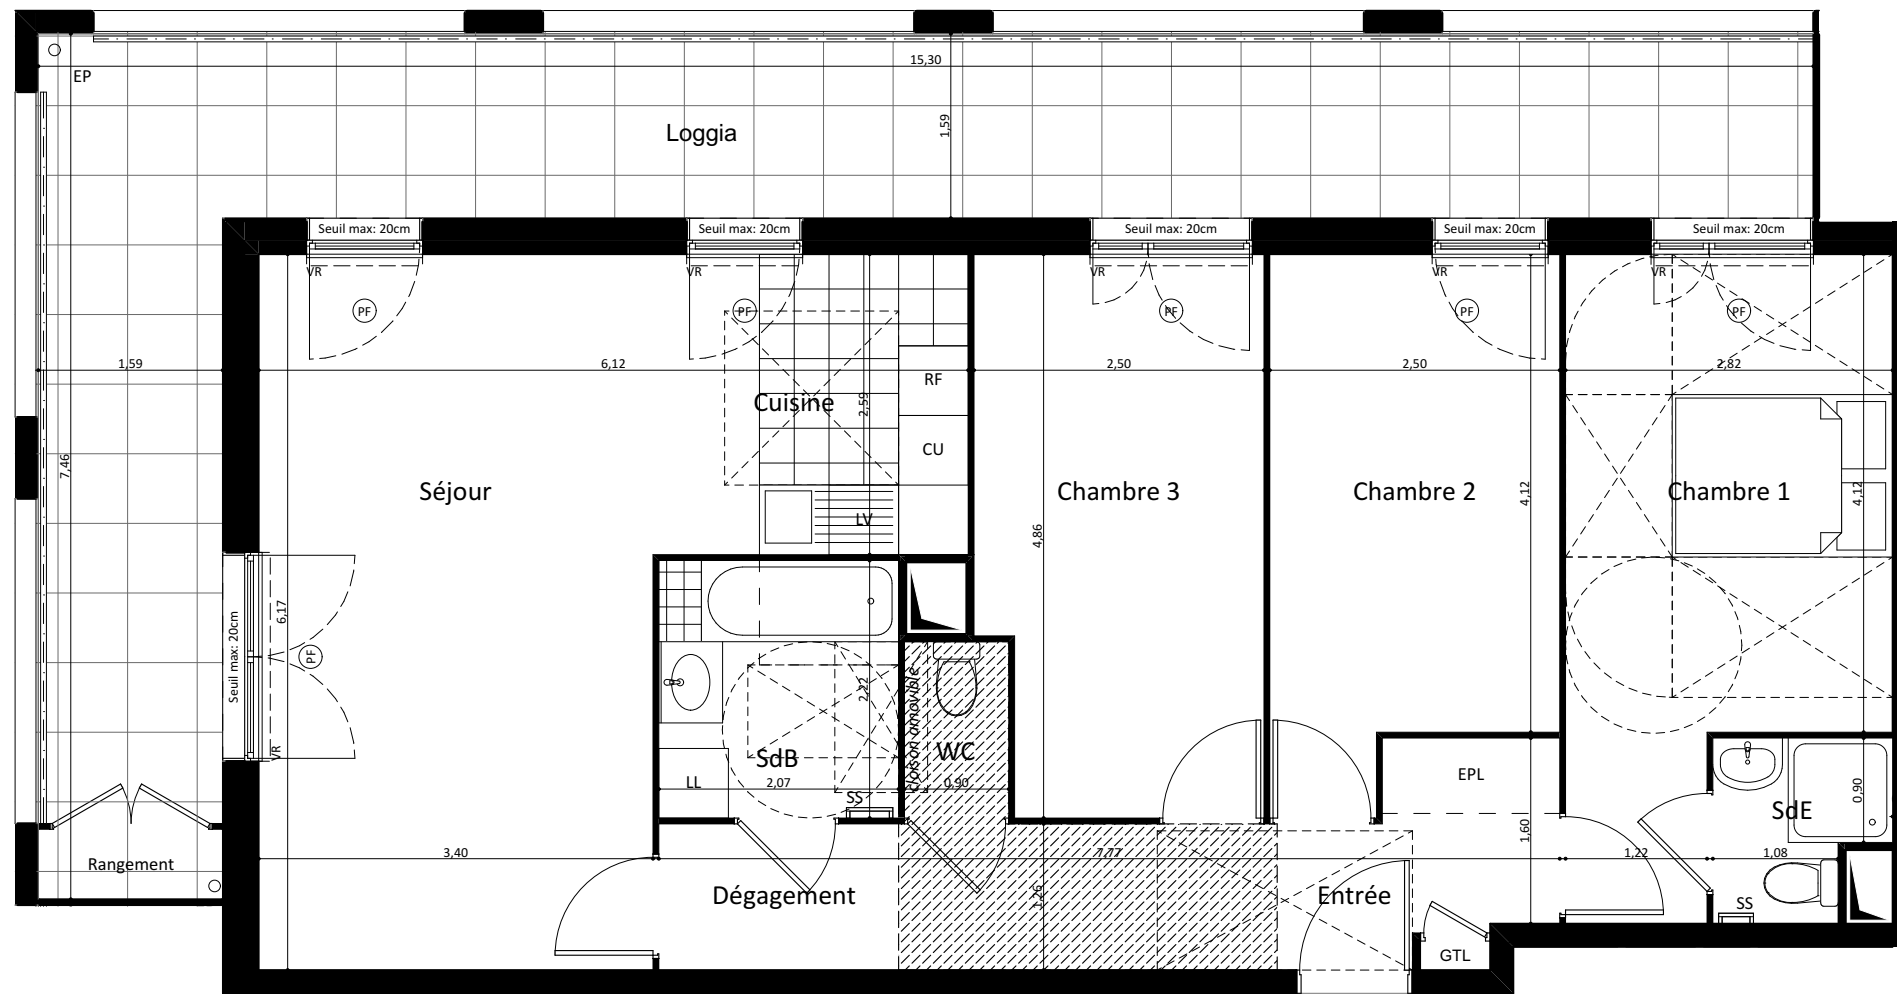 15,30
EP
Loggia
1,59
Seuil max: 20cm
Seuil max: 20cm
Seuil max: 20cm
Seuil max: 20cm
Seuil max: 20cm
VR
VR
VR
VR
VR
PF
PF
PF
PF
PF
1,59
6,12
2,50
2,50
2,82
RF
Cuisine
2,59
CU
7,46
Séjour
Chambre 3
Chambre 2
Chambre 1
4,12
4,12
LV
4,86
6,17
Seuil max: 20cm
PF
VR
2,22
cloison amovible
SdB
WC
LL
2,07
0,90
SS
EPL
0,90
SdE
1,60
Rangement
3,40
7,77
1,22
1,08
Dégagement
1,26
Entrée
SS
GTL